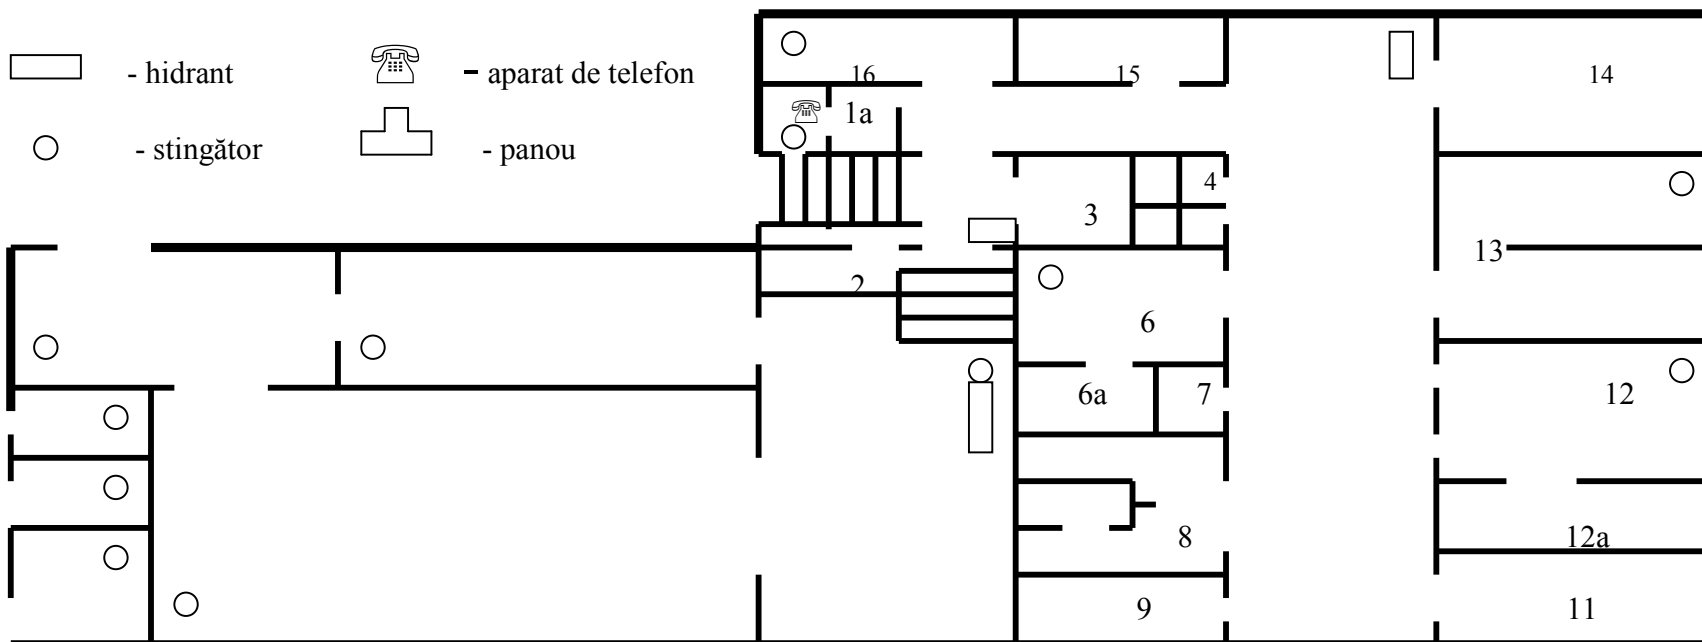 - hidrant
- aparat de telefon
- stingător
- panou
16
15
14
1a
4
3
13
2
6
12
6a
7
8
12a
9
11